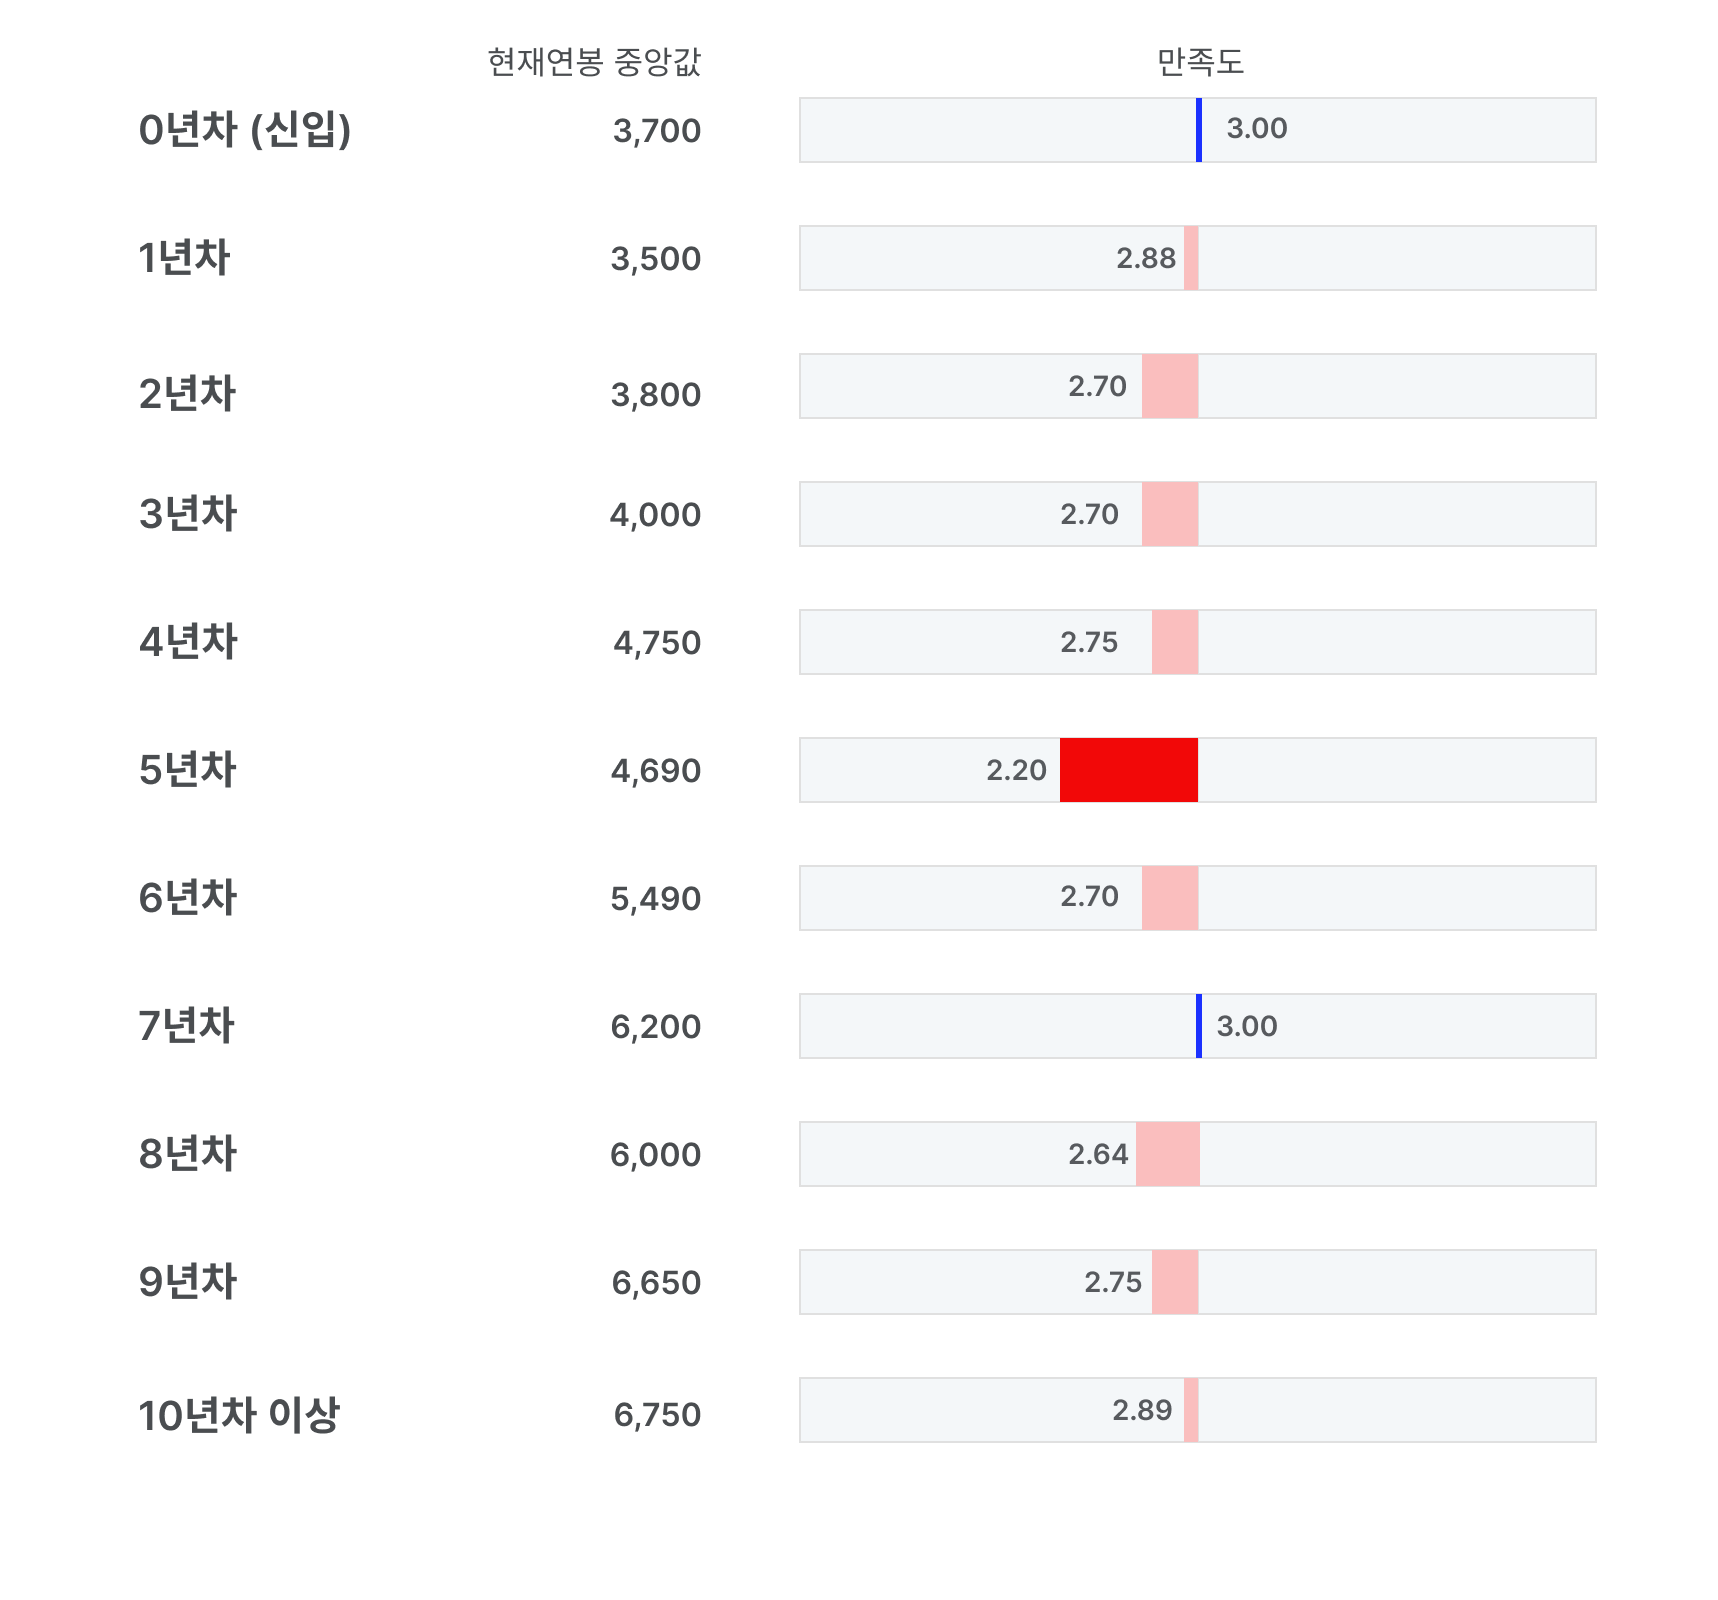 현재연봉 중앙값 만족도
0년차 (신입) 3,700 3.00
1년차 3,500 2.88
2년차 3,800 2.70
3년차 4,000 2.70
4년차 4,750 2.75
5년차 4,690 2.20
6년차 5,490 2.70
7년차 6,200 3.00
8년차 6,000 2.64
9년차 6,650 2.75
10년차 이상 6,750 2.89